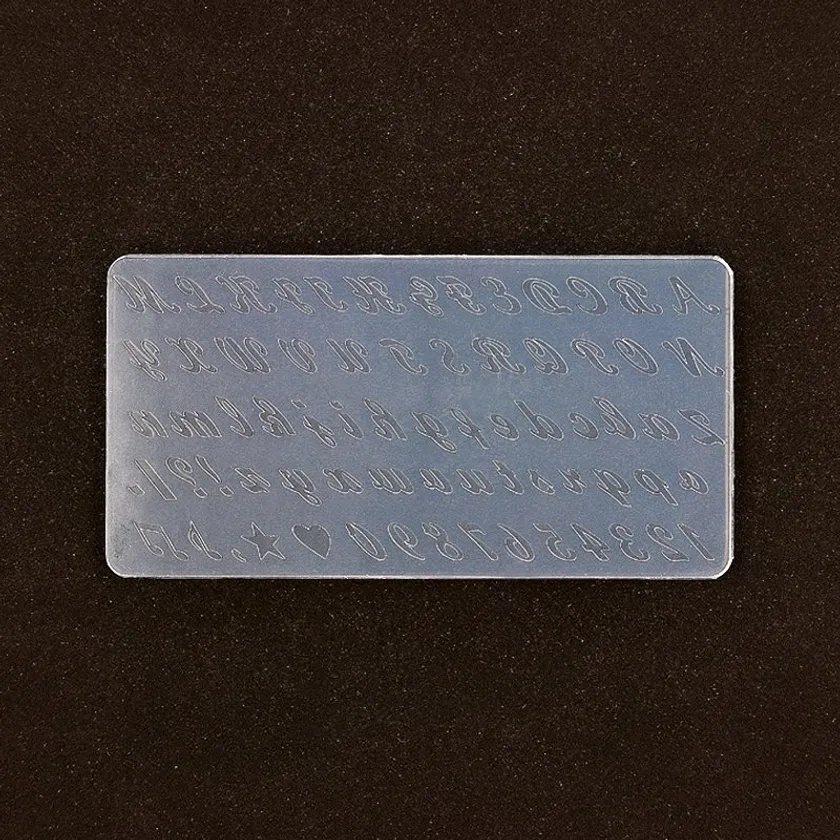 A B C D E F G H I J K L M
N O P Q R S T U V W X Y
Z a b c d e f g h i j k l m n
o p q r s t u v w x y z ! ? / .
1 2 3 4 5 6 7 8 9 0 ♥ ★ , ♪ ♫